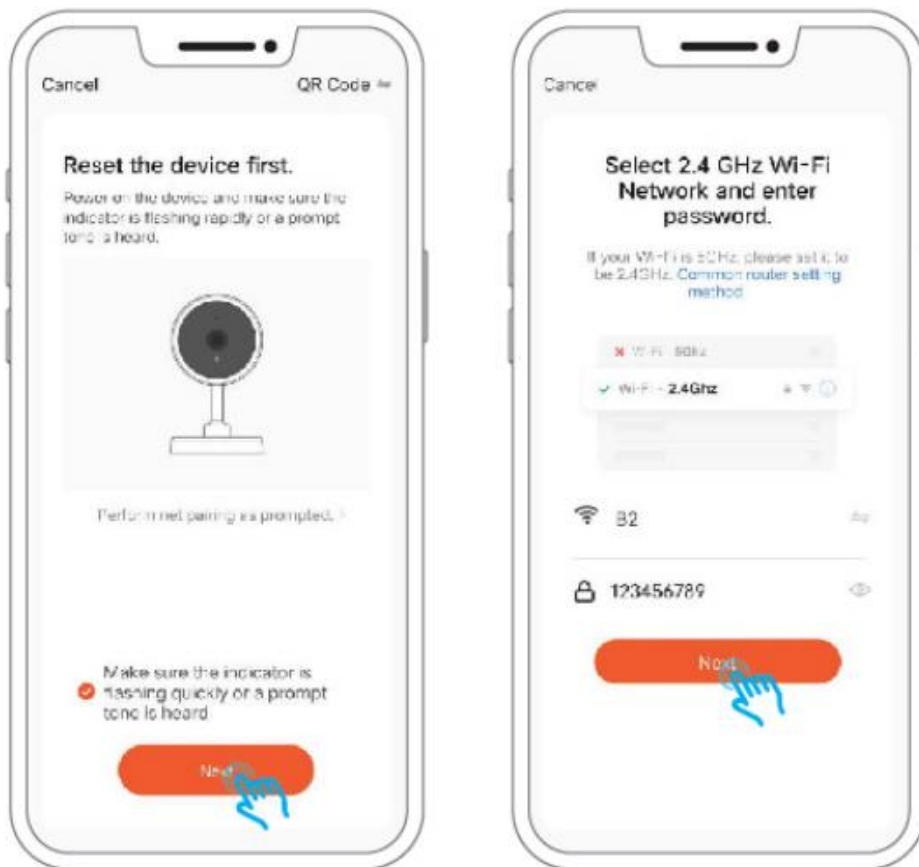 Cancel
QR Code
Reset the device first.
Power on the device and make sure the
indicator is flashing rapidly or a prompt
tone is heard.
Perform net pairing as prompted. >
Make sure the indicator is
flashing quickly or a prompt
tone is heard
Next
Cancel
Select 2.4 GHz Wi-Fi
Network and enter
password.
If your Wi-Fi is 5GHz, please set it to
be 2.4GHz. Common router setting
method
Wi-Fi - 5Ghz
Wi-Fi - 2.4Ghz
B2
123456789
Next